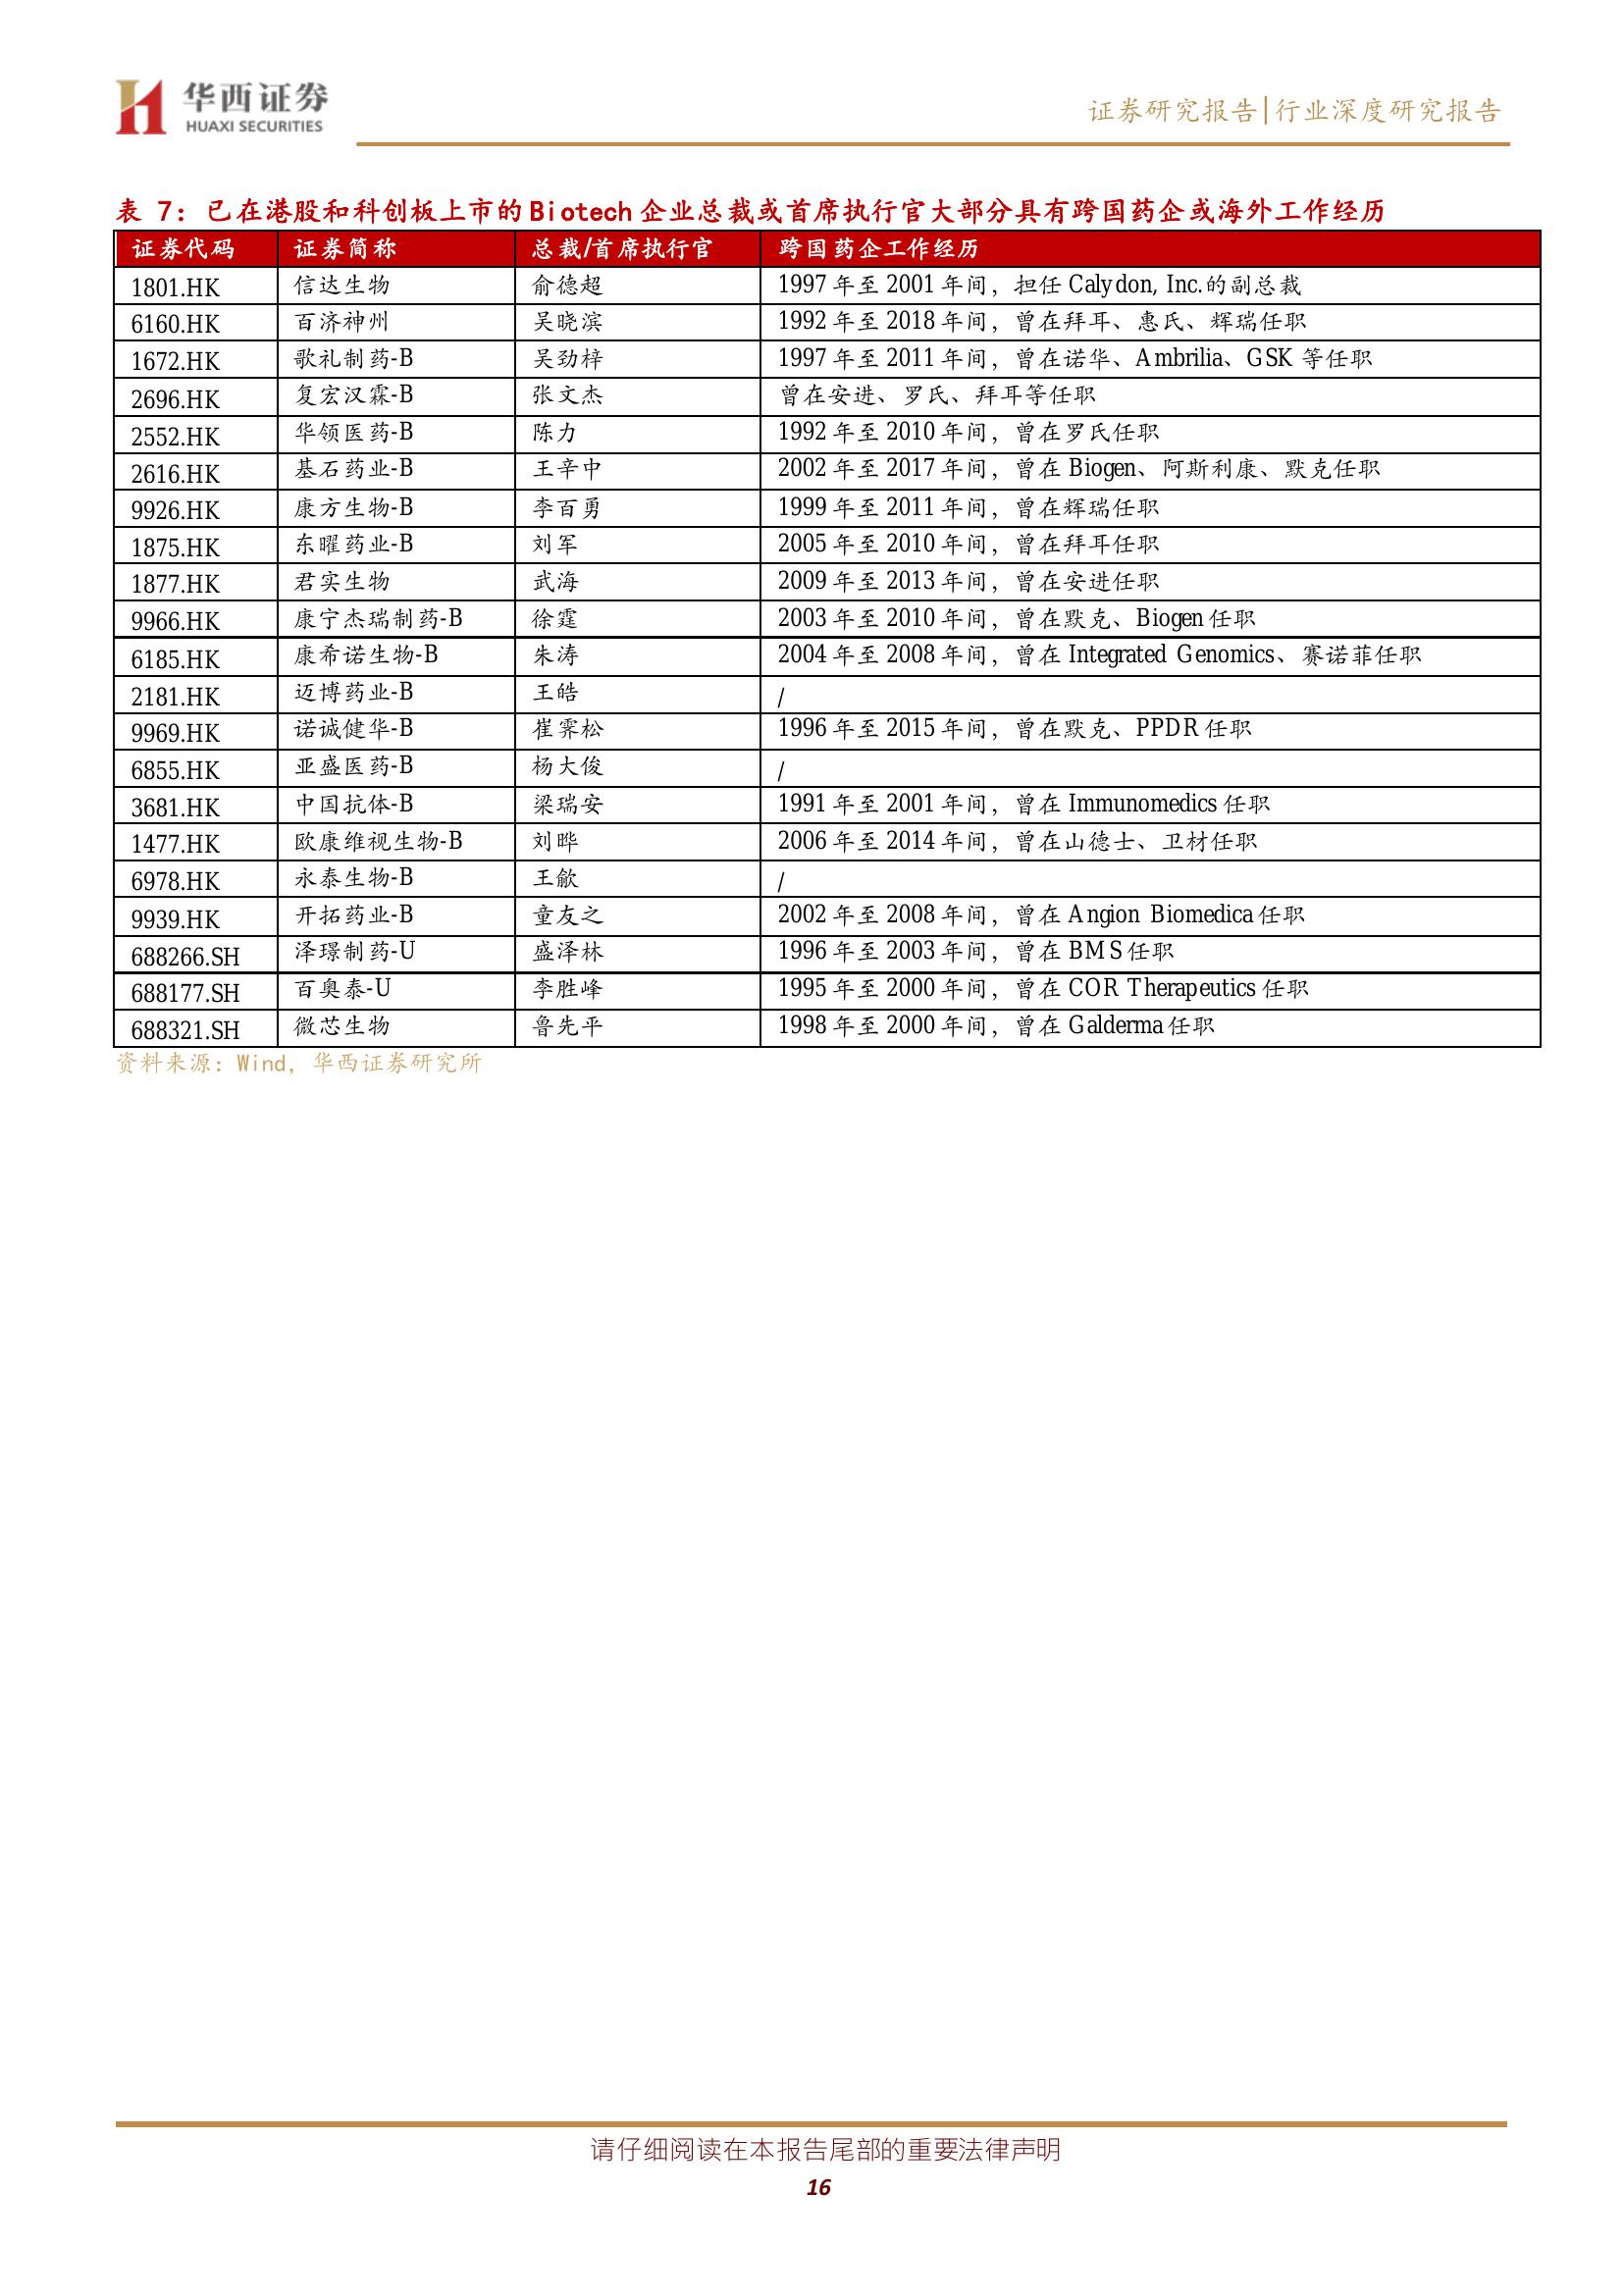 华西证券
HUAXI SECURITIES
证券研究报告|行业深度研究报告
表 7：已在港股和科创板上市的 Biotech 企业总裁或首席执行官大部分具有跨国药企或海外工作经历
证券代码 证券简称 总裁/首席执行官 跨国药企工作经历
1801.HK 信达生物 俞德超 1997 年至 2001 年间，担任 Calydon, Inc.的副总裁
6160.HK 百济神州 吴晓滨 1992 年至 2018 年间，曾在拜耳、惠氏、辉瑞任职
1672.HK 歌礼制药-B 吴劲梓 1997 年至 2011 年间，曾在诺华、Ambrilia、GSK 等任职
2696.HK 复宏汉霖-B 张文杰 曾在安进、罗氏、拜耳等任职
2552.HK 华领医药-B 陈力 1992 年至 2010 年间，曾在罗氏任职
2616.HK 基石药业-B 王辛中 2002 年至 2017 年间，曾在 Biogen、阿斯利康、默克任职
9926.HK 康方生物-B 李百勇 1999 年至 2011 年间，曾在辉瑞任职
1875.HK 东曜药业-B 刘军 2005 年至 2010 年间，曾在拜耳任职
1877.HK 君实生物 武海 2009 年至 2013 年间，曾在安进任职
9966.HK 康宁杰瑞制药-B 徐霆 2003 年至 2010 年间，曾在默克、Biogen 任职
6185.HK 康希诺生物-B 朱涛 2004 年至 2008 年间，曾在 Integrated Genomics、赛诺菲任职
2181.HK 迈博药业-B 王皓 /
9969.HK 诺诚健华-B 崔霁松 1996 年至 2015 年间，曾在默克、PPDR 任职
6855.HK 亚盛医药-B 杨大俊 /
3681.HK 中国抗体-B 梁瑞安 1991 年至 2001 年间，曾在 Immunomedics 任职
1477.HK 欧康维视生物-B 刘晔 2006 年至 2014 年间，曾在山德士、卫材任职
6978.HK 永泰生物-B 王歈 /
9939.HK 开拓药业-B 童友之 2002 年至 2008 年间，曾在 Angion Biomedica 任职
688266.SH 泽璟制药-U 盛泽林 1996 年至 2003 年间，曾在 BMS 任职
688177.SH 百奥泰-U 李胜峰 1995 年至 2000 年间，曾在 COR Therapeutics 任职
688321.SH 微芯生物 鲁先平 1998 年至 2000 年间，曾在 Galderma 任职
资料来源：Wind，华西证券研究所
请仔细阅读在本报告尾部的重要法律声明
16